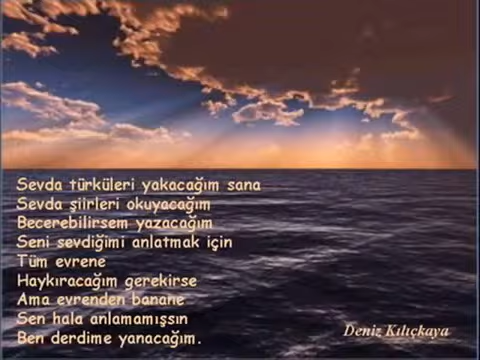 Sevda türküleri yakacağım sana
Sevda şiirleri okuyacağım
Becerebilirsem yazacağım
Seni sevdiğimi anlatmak için
Tüm evrene
Haykıracağım gerekirse
Ama evrenden banane
Sen hala anlamamışsın
Ben derdime yanacağım.
Deniz Kılıçkaya